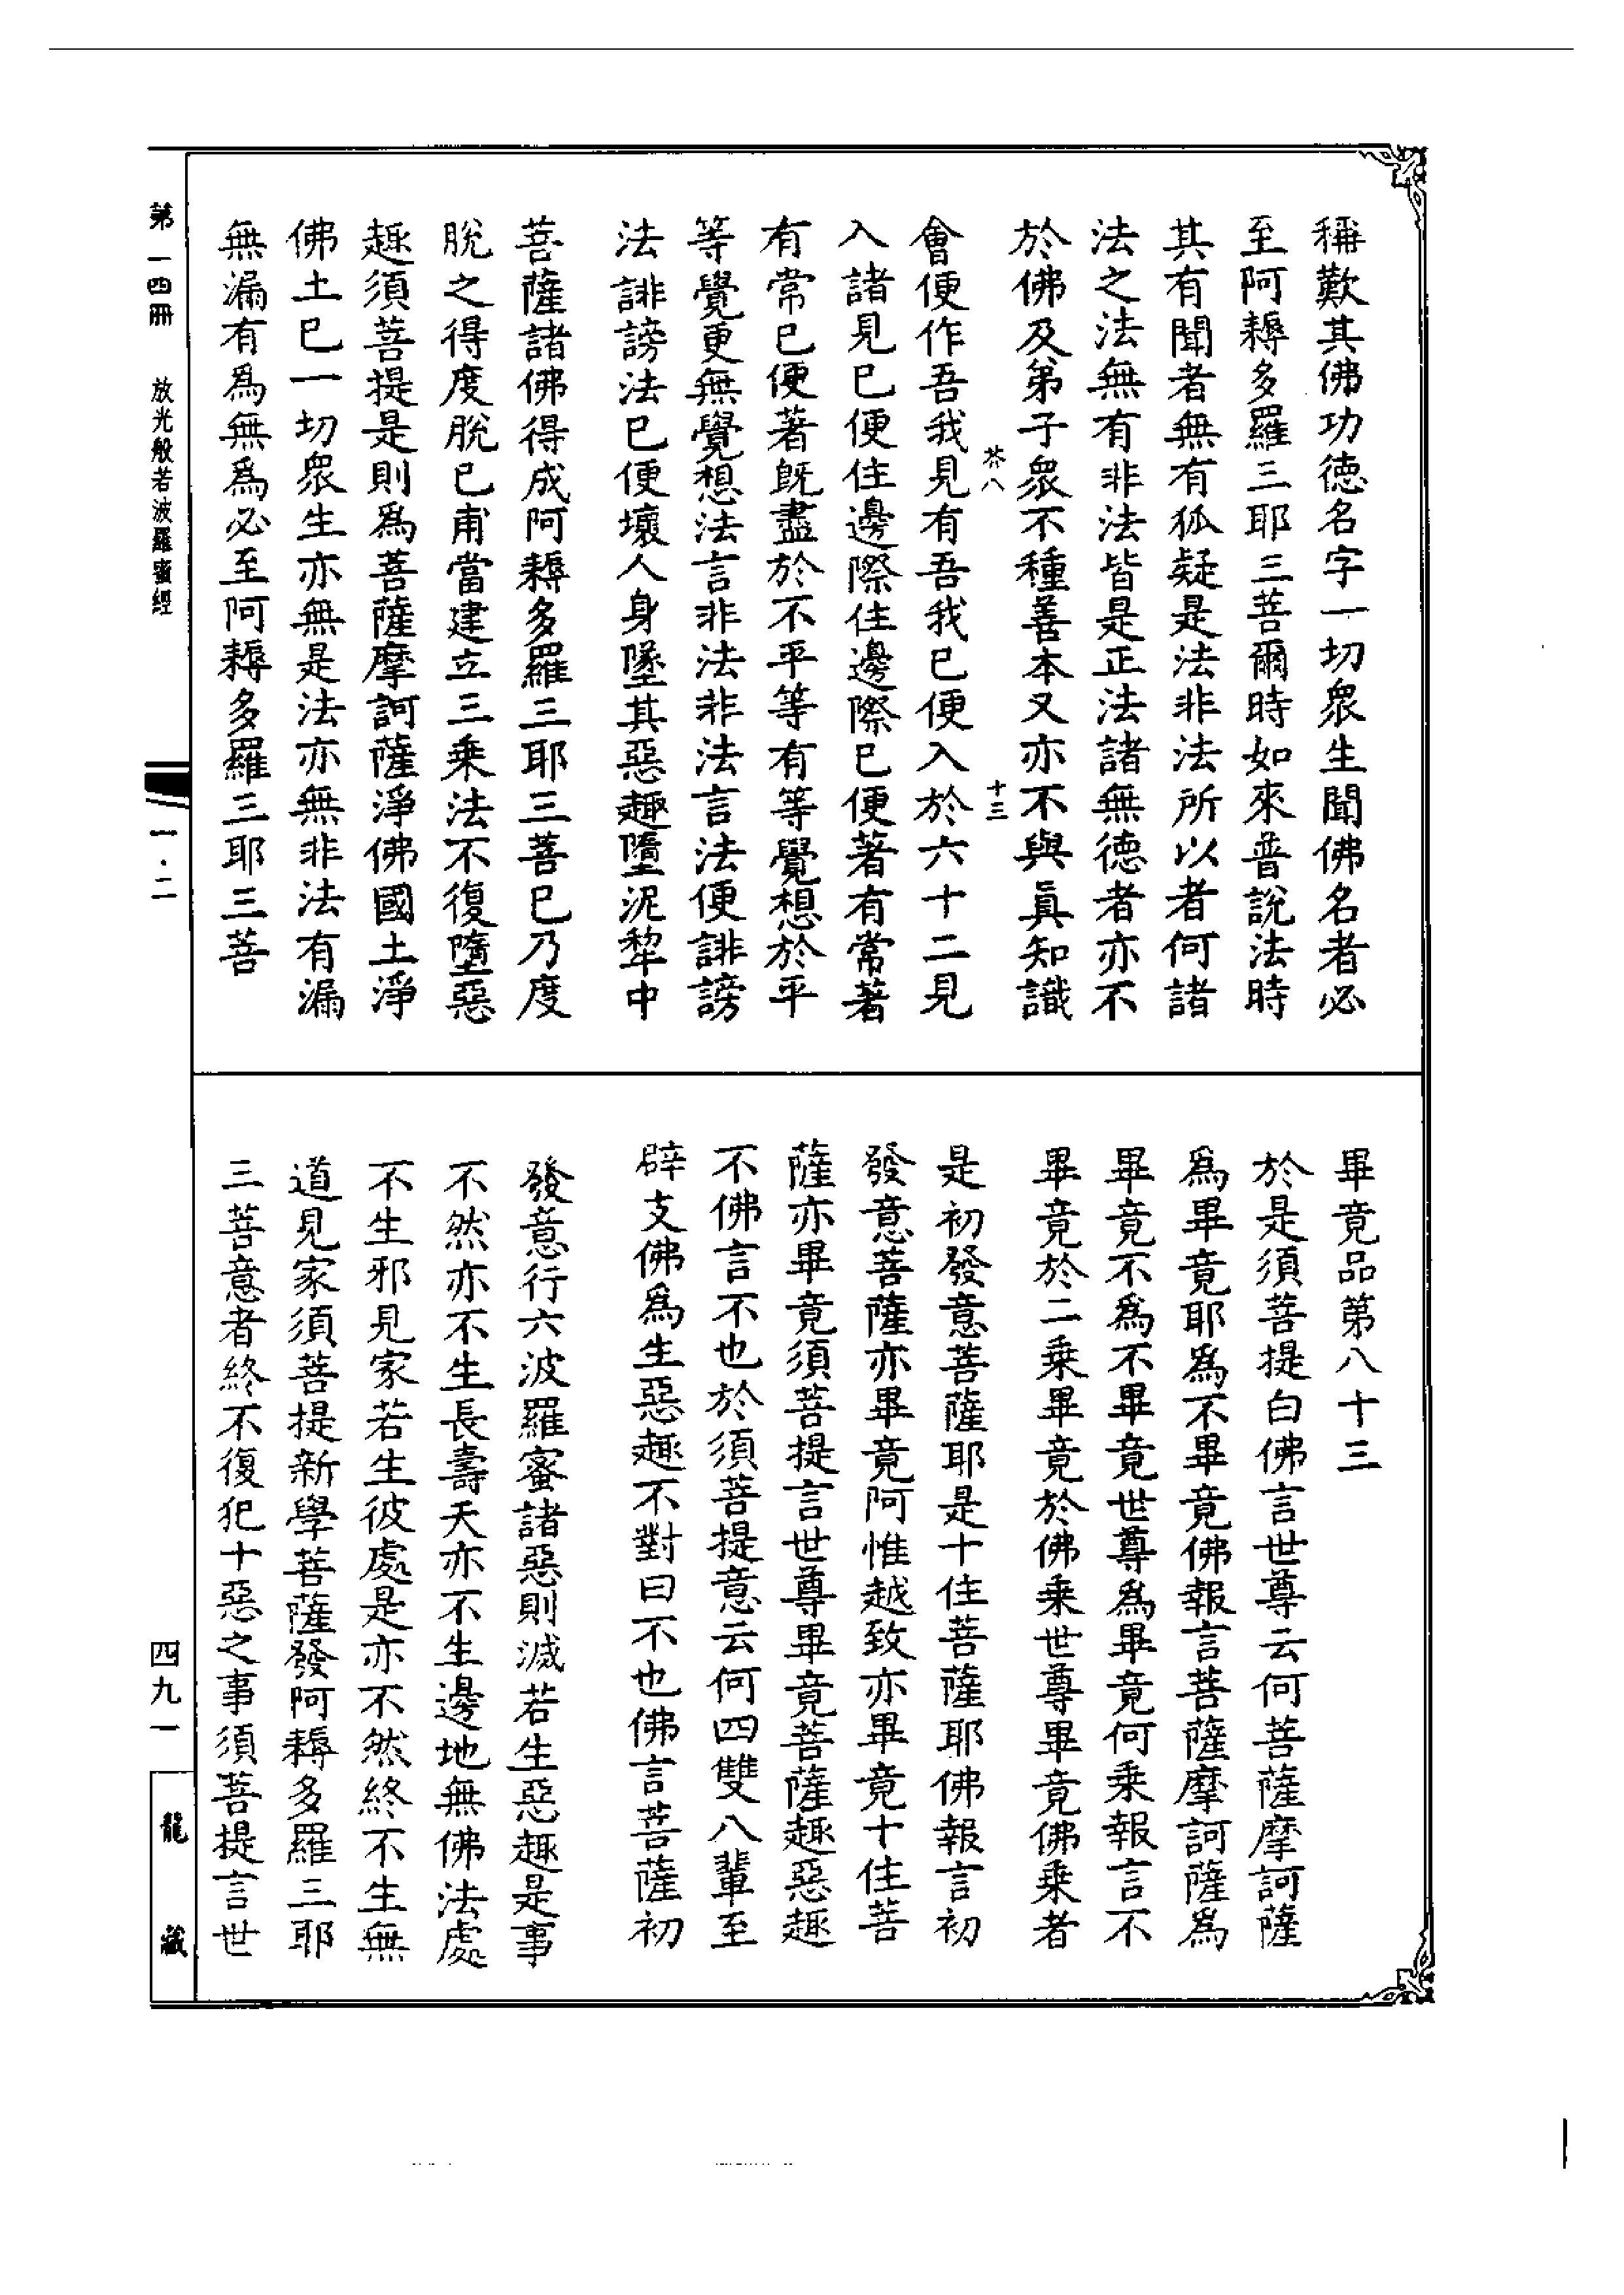 稱歎其佛功德名字一切衆生聞佛名者必
至阿耨多羅三耶三菩爾時如來普說法時
其有聞者無有狐疑是法非法所以者何諸
法之法無有非法皆是正法諸無德者亦不
於佛及第子衆不種善本又亦不與眞知識
茶八 十三
會便作吾我見有吾我已便入於六十二見
入諸見已便住邊際住邊際已便著有常著
有常已便著旣盡於不平等有等覺想於平
等覺更無覺想法言非法非法言法便誹謗
法誹謗法已便壞人身墜其惡趣墮泥犂中
菩薩諸佛得成阿耨多羅三耶三菩已乃度
脫之得度脫已甫當建立三乘法不復墮惡
趣須菩提是則爲菩薩摩訶薩淨佛國土淨
佛土已一切衆生亦無是法亦無非法有漏
無漏有爲無爲必至阿耨多羅三耶三菩
畢竟品第八十三
於是須菩提白佛言世尊云何菩薩摩訶薩
爲畢竟耶爲不畢竟佛報言菩薩摩訶薩爲
畢竟不爲不畢竟世尊爲畢竟何乘報言不
畢竟於二乘畢竟於佛乘世尊畢竟佛乘者
是初發意菩薩耶是十住菩薩耶佛報言初
發意菩薩亦畢竟阿惟越致亦畢竟十住菩
薩亦畢竟須菩提言世尊畢竟菩薩趣惡趣
不佛言不也於須菩提意云何四雙八輩至
辟支佛爲生惡趣不對曰不也佛言菩薩初
發意行六波羅蜜諸惡則滅若生惡趣是事
不然亦不生長壽天亦不生邊地無佛法處
不生邪見家若生彼處是亦不然終不生無
道見家須菩提新學菩薩發阿耨多羅三耶
三菩意者終不復犯十惡之事須菩提言世
第一四冊 放光般若波羅蜜經 一·二 四九一 龍藏